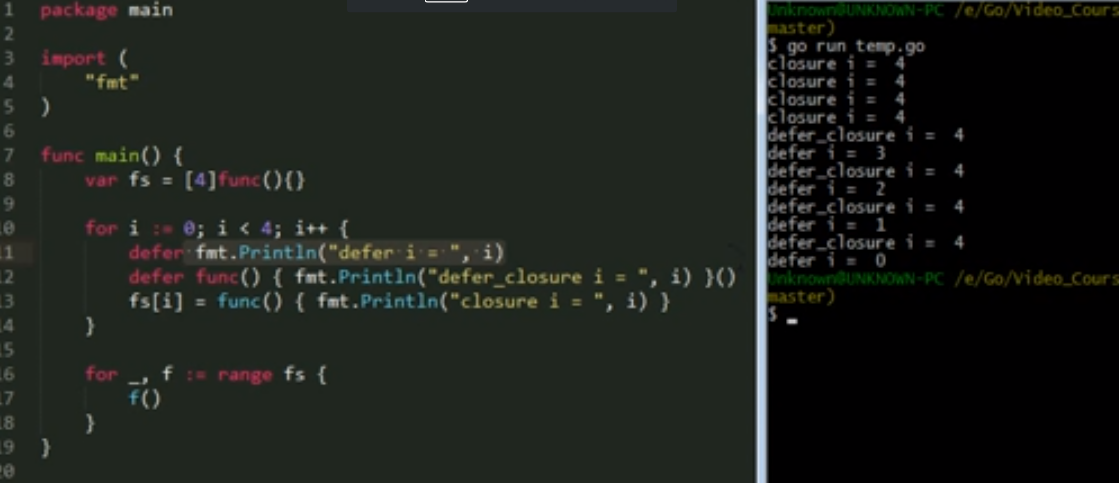 1 package main
2
3 import (
4 "fmt"
5 )
6
7 func main() {
8 var fs = [4]func(){}
9
10 for i := 0; i < 4; i++ {
11 defer fmt.Println("defer i = ", i)
12 defer func() { fmt.Println("defer_closure i = ", i) }()
13 fs[i] = func() { fmt.Println("closure i = ", i) }
14 }
15
16 for _, f := range fs {
17 f()
18 }
19 }
20
Unknown@UNKNOWN-PC /e/Go/Video_Cours
master)
$ go run temp.go
closure i =  4
closure i =  4
closure i =  4
closure i =  4
defer_closure i =  4
defer i =  3
defer_closure i =  4
defer i =  2
defer_closure i =  4
defer i =  1
defer_closure i =  4
defer i =  0
Unknown@UNKNOWN-PC /e/Go/Video_Cours
master)
$